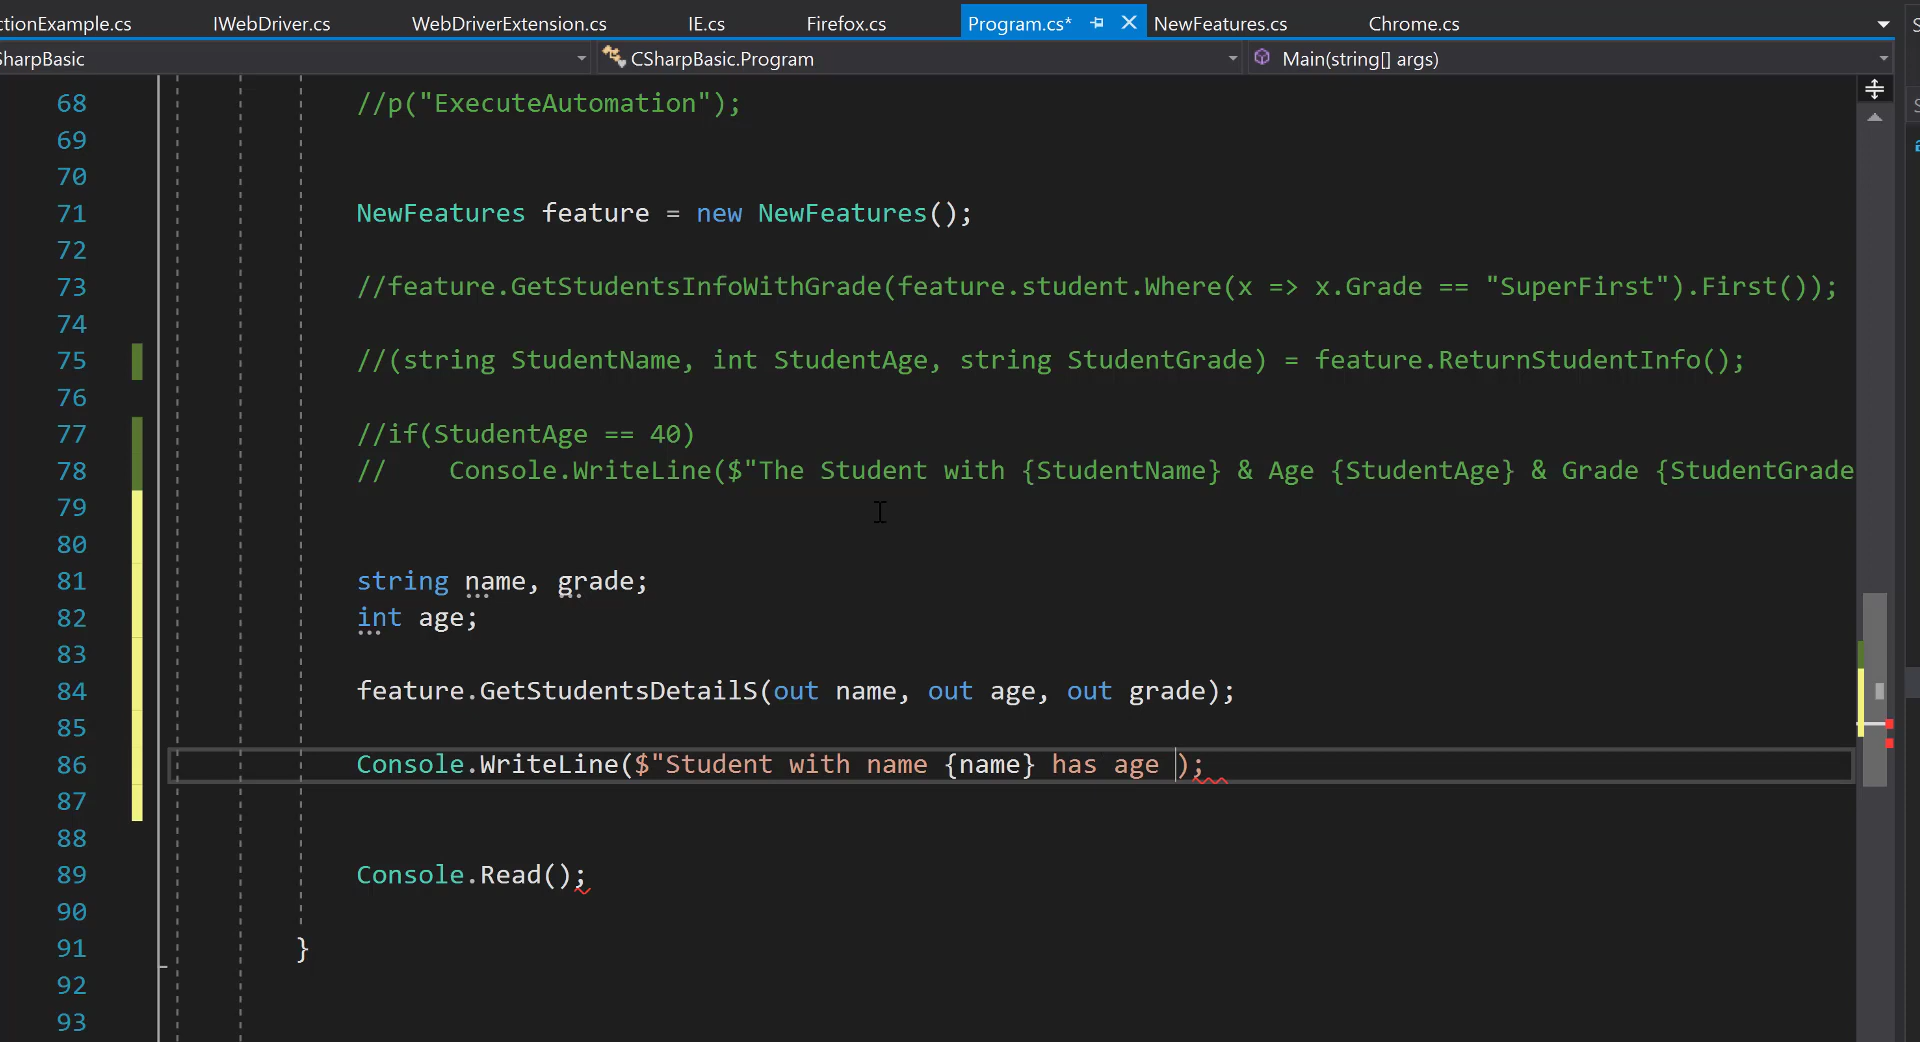 ctionExample.cs IWebDriver.cs WebDriverExtension.cs IE.cs Firefox.cs Program.cs* NewFeatures.cs Chrome.cs
SharpBasic CSharpBasic.Program Main(string[] args)
68 //p("ExecuteAutomation");
69
70
71 NewFeatures feature = new NewFeatures();
72
73 //feature.GetStudentsInfoWithGrade(feature.student.Where(x => x.Grade == "SuperFirst").First());
74
75 //(string StudentName, int StudentAge, string StudentGrade) = feature.ReturnStudentInfo();
76
77 //if(StudentAge == 40)
78 //    Console.WriteLine($"The Student with {StudentName} & Age {StudentAge} & Grade {StudentGrade
79
80
81 string name, grade;
82 int age;
83
84 feature.GetStudentsDetailS(out name, out age, out grade);
85
86 Console.WriteLine($"Student with name {name} has age );
87
88
89 Console.Read();
90
91 }
92
93